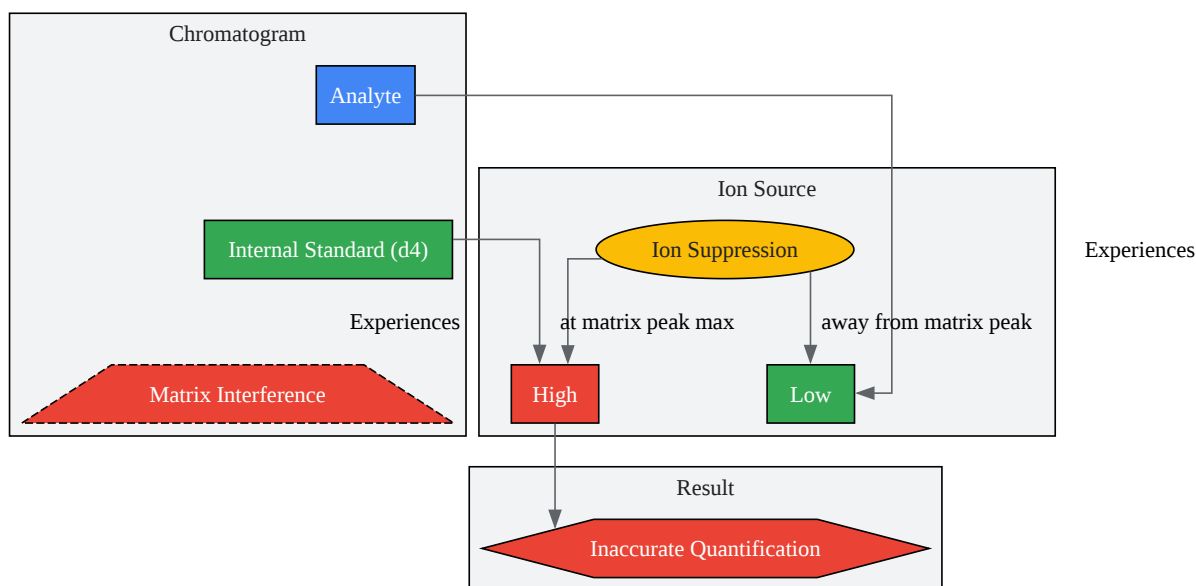 Chromatogram
Analyte
Ion Source
Internal Standard (d4)
Ion Suppression
Experiences
Experiences
at matrix peak max
away from matrix peak
Matrix Interference
High
Low
Result
Inaccurate Quantification